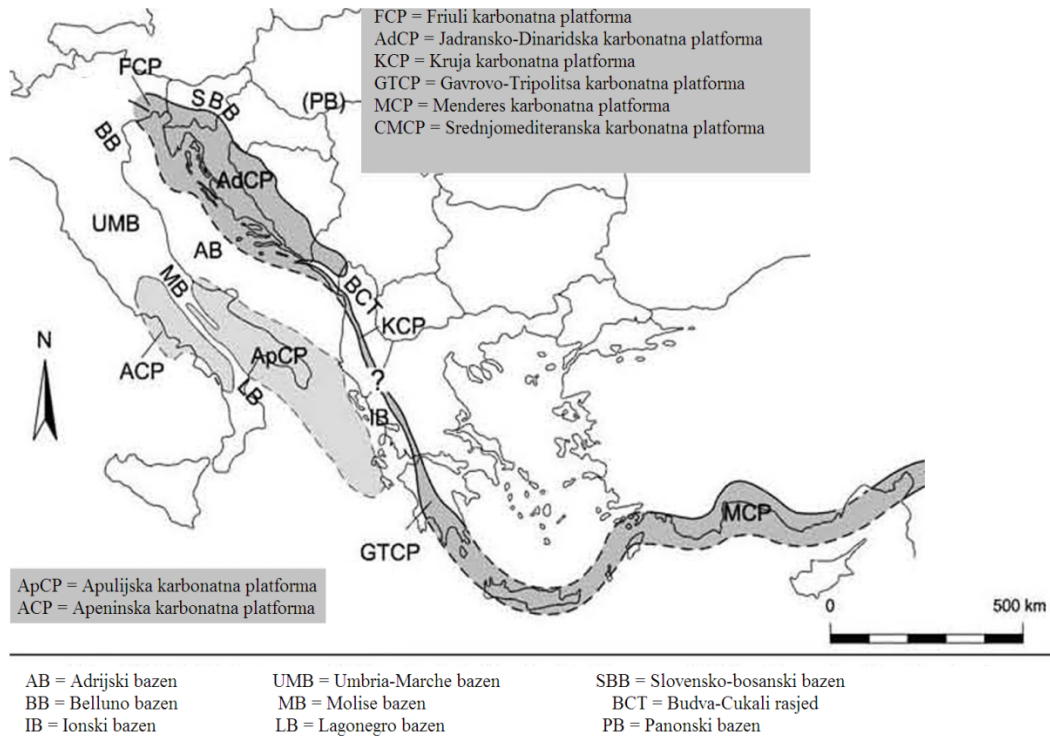 FCP = Friuli karbonatna platforma
AdCP = Jadransko-Dinaridska karbonatna platforma
KCP = Kruja karbonatna platforma
GTCP = Gavrovo-Tripolitsa karbonatna platforma
MCP = Menderes karbonatna platforma
CMCP = Srednjomediteranska karbonatna platforma
FCP
SBB
(PB)
BB
AdCP
UMB
AB
MB
BCT
KCP
N
ACP
ApCP
?
LB
IB
MCP
GTCP
ApCP = Apulijska karbonatna platforma
ACP = Apeninska karbonatna platforma
0 500 km
AB = Adrijski bazen UMB = Umbria-Marche bazen SBB = Slovensko-bosanski bazen
BB = Belluno bazen MB = Molise bazen BCT = Budva-Cukali rasjed
IB = Ionski bazen LB = Lagonegro bazen PB = Panonski bazen